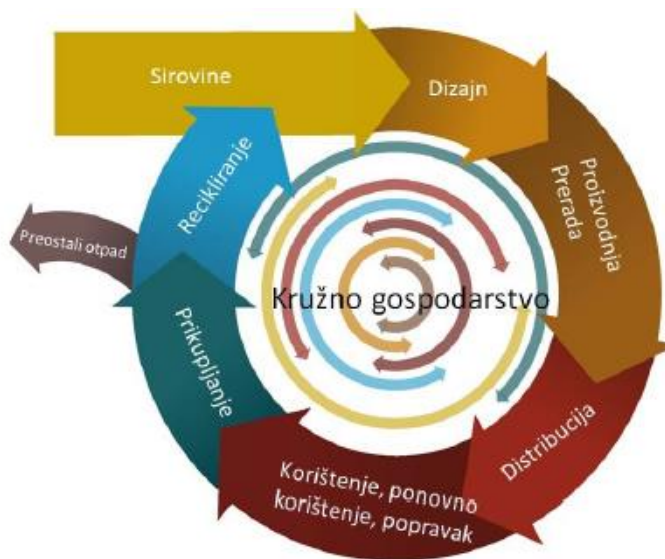 Sirovine
Dizajn
Proizvodnja
Prerada
Distribucija
Korištenje, ponovno
korištenje, popravak
Prikupljanje
Recikliranje
Preostali otpad
Kružno gospodarstvo